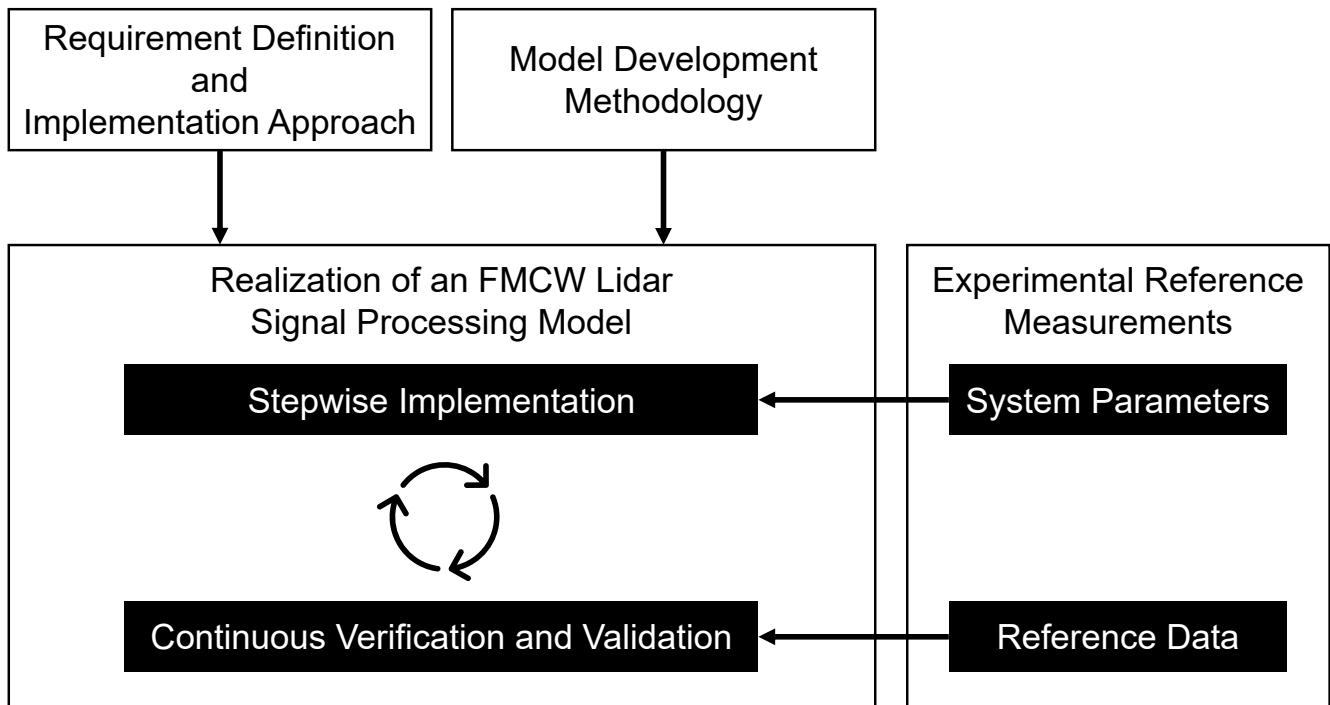 Requirement Definition
and
Implementation Approach
Model Development
Methodology
Realization of an FMCW Lidar
Signal Processing Model
Stepwise Implementation
Continuous Verification and Validation
Experimental Reference
Measurements
System Parameters
Reference Data